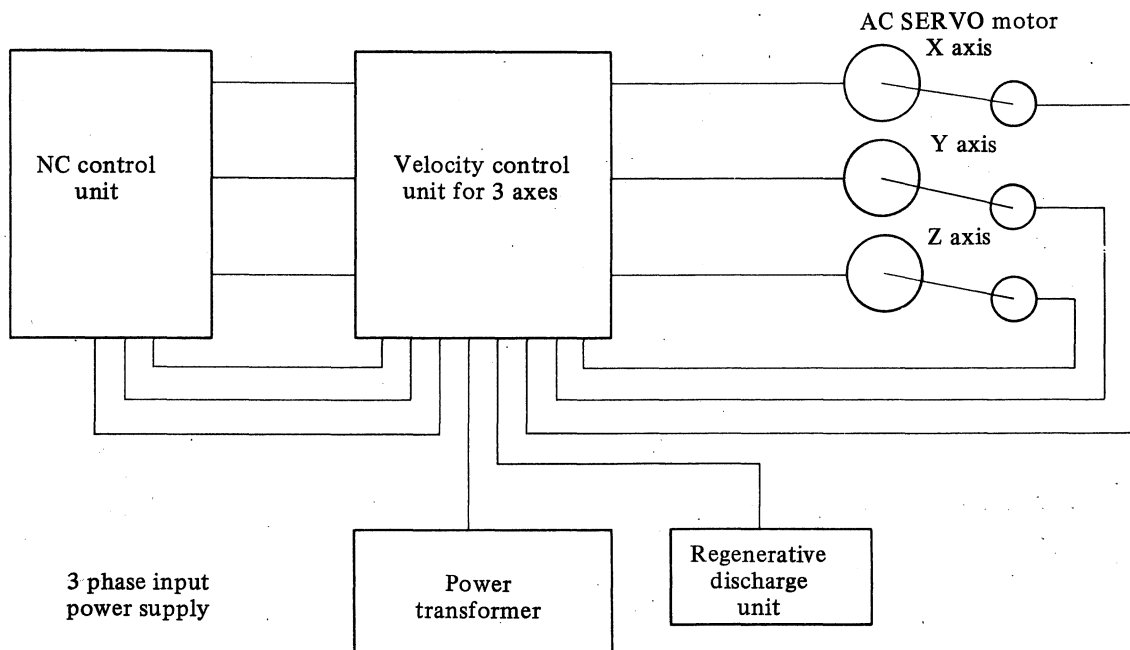 AC SERVO motor
X axis
NC control
unit
Velocity control
unit for 3 axes
Y axis
Z axis
3 phase input
power supply
Power
transformer
Regenerative
discharge
unit